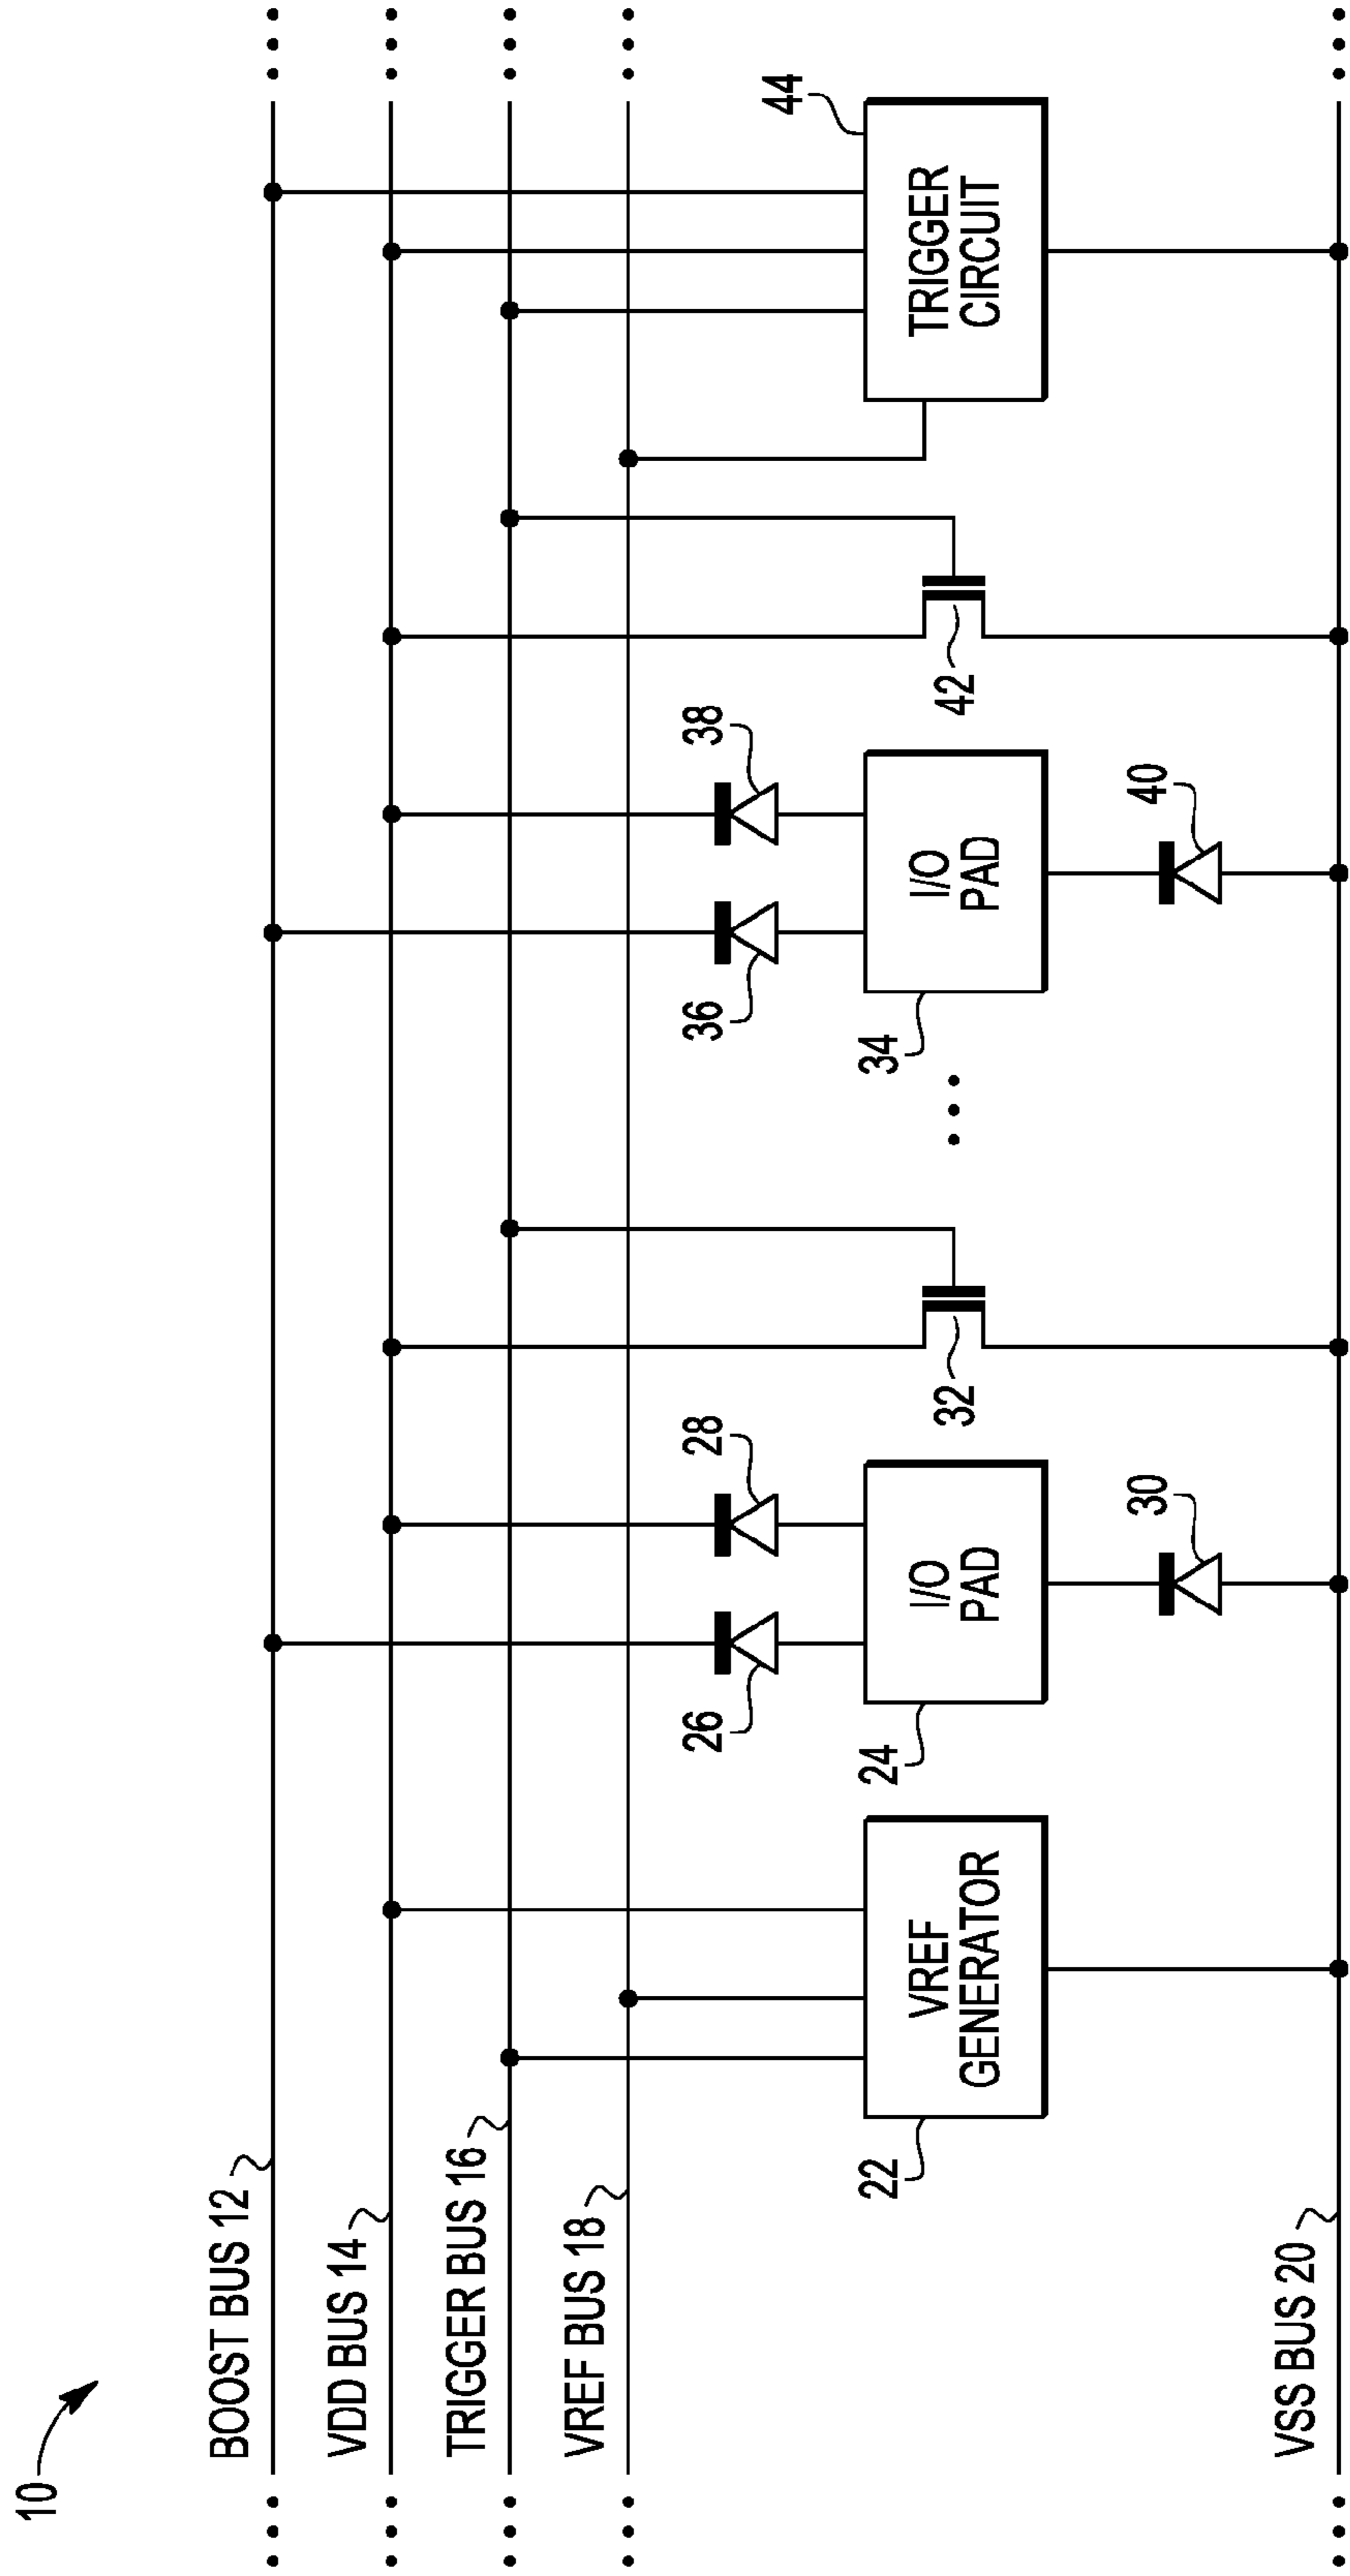 10
BOOST BUS 12
VDD BUS 14
TRIGGER BUS 16
VREF BUS 18
VSS BUS 20
VREF
GENERATOR
22
I/O
PAD
24
26
28
30
32
I/O
PAD
34
36
38
40
42
TRIGGER
CIRCUIT
44